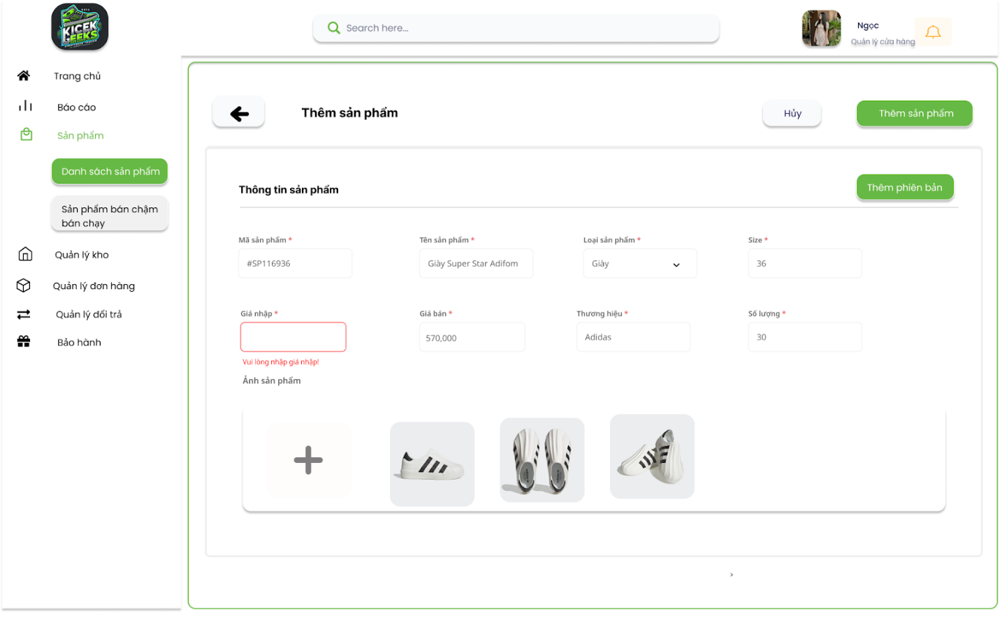 KICEK
GEEKS
Search here...
Ngọc
Quản lý cửa hàng
Trang chủ
Báo cáo
Sản phẩm
Danh sách sản phẩm
Sản phẩm bán chậm
bán chạy
Quản lý kho
Quản lý đơn hàng
Quản lý đổi trả
Bảo hành
Thêm sản phẩm
Hủy
Thêm sản phẩm
Thông tin sản phẩm
Thêm phiên bản
Mã sản phẩm * Tên sản phẩm * Loại sản phẩm * Size *
#SP116936 Giày Super Star Adifom Giày 36
Giá nhập * Giá bán * Thương hiệu * Số lượng *
570,000 Adidas 30
Vui lòng nhập giá nhập!
Ảnh sản phẩm